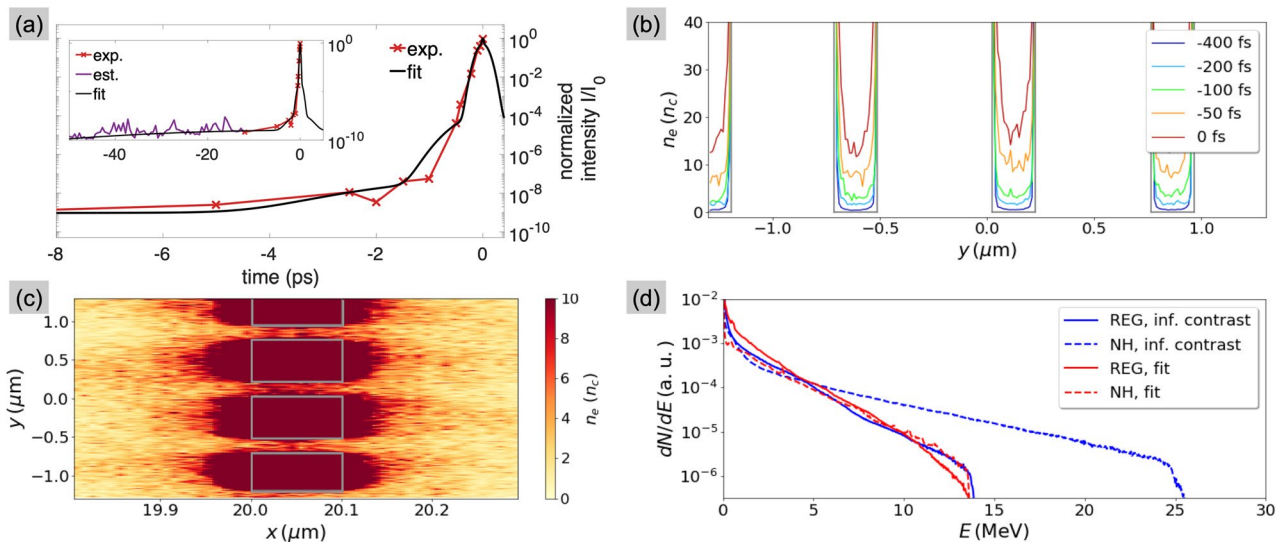 (a)
exp.
est.
fit
10^0
10^-10
-40
-20
0
exp.
fit
10^0
10^-2
10^-4
10^-6
10^-8
10^-10
normalized
intensity I/I_0
-8
-6
-4
-2
0
time (ps)
(b)
40
30
20
10
0
n_e (n_c)
-400 fs
-200 fs
-100 fs
-50 fs
0 fs
−1.0
−0.5
0.0
0.5
1.0
y (μm)
(c)
1.0
0.5
0.0
−0.5
−1.0
y (μm)
19.9
20.0
20.1
20.2
x (μm)
10
8
6
4
2
0
n_e (n_c)
(d)
10^−2
10^−3
10^−4
10^−5
10^−6
dN/dE (a. u.)
REG, inf. contrast
NH, inf. contrast
REG, fit
NH, fit
0
5
10
15
20
25
30
E (MeV)